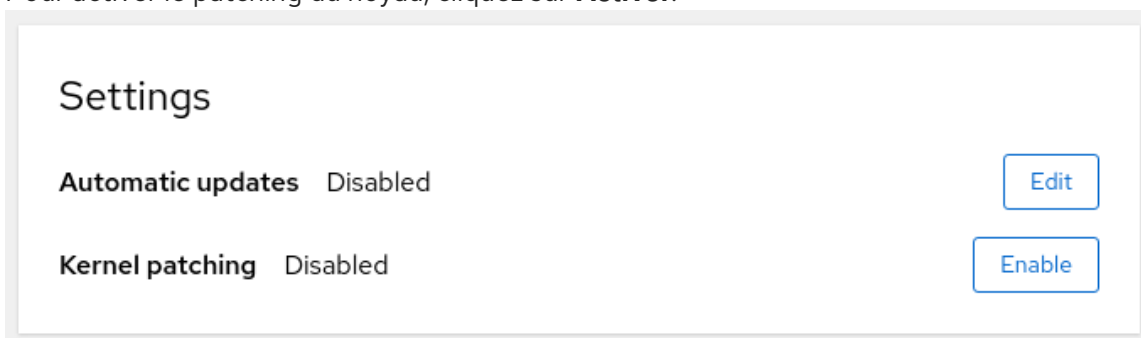 Settings
Automatic updates Disabled Edit
Kernel patching Disabled Enable